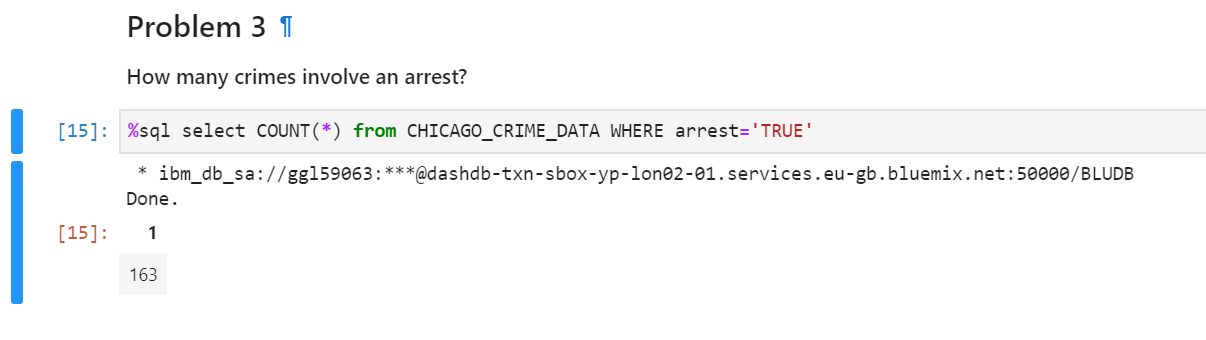 Problem 3 ¶
How many crimes involve an arrest?
[15]: %sql select COUNT(*) from CHICAGO_CRIME_DATA WHERE arrest='TRUE'
* ibm_db_sa://ggl59063:***@dashdb-txn-sbox-yp-lon02-01.services.eu-gb.bluemix.net:50000/BLUDB
Done.
[15]: 1
163